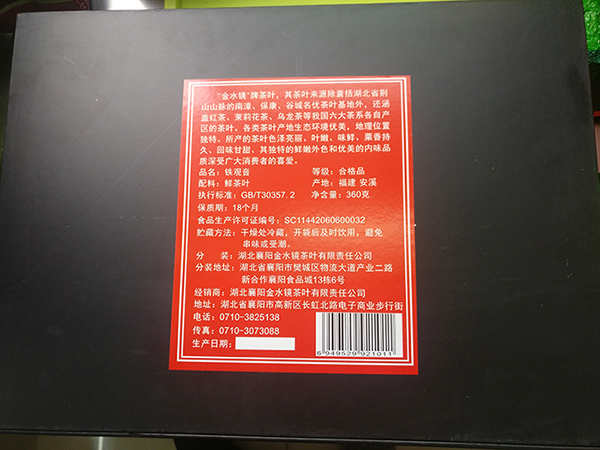 “金水镜”牌茶叶，其茶叶来源除囊括湖北省荆
山山脉的南漳、保康、谷城名优茶叶基地外，还涵
盖红茶、茉莉花茶、乌龙茶等我国六大茶系各自产
区的茶叶，各类茶叶产地生态环境优美，地理位置
独特。所产的茶叶色泽亮丽、叶嫩、味鲜、栗香持
久、回味甘甜，其独特的鲜嫩外色和优美的内味品
质深受广大消费者的喜爱。
品名：铁观音 等级：合格品
配料：鲜茶叶 产地：福建 安溪
执行标准：GB/T30357.2 净含量：360克
保质期：18个月
食品生产许可证编号：SC11442060600032
贮藏方法：干燥处冷藏，开袋后及时饮用，避免
串味或受潮。
分 装：湖北襄阳金水镜茶叶有限责任公司
分装地址：湖北省襄阳市樊城区物流大道产业二路
新合作襄阳食品城13栋6号
经销商：湖北襄阳金水镜茶叶有限责任公司
地址：湖北省襄阳市高新区长虹北路电子商业步行街
电话：0710-3825138
传真：0710-3073088
生产日期：
6949529921011